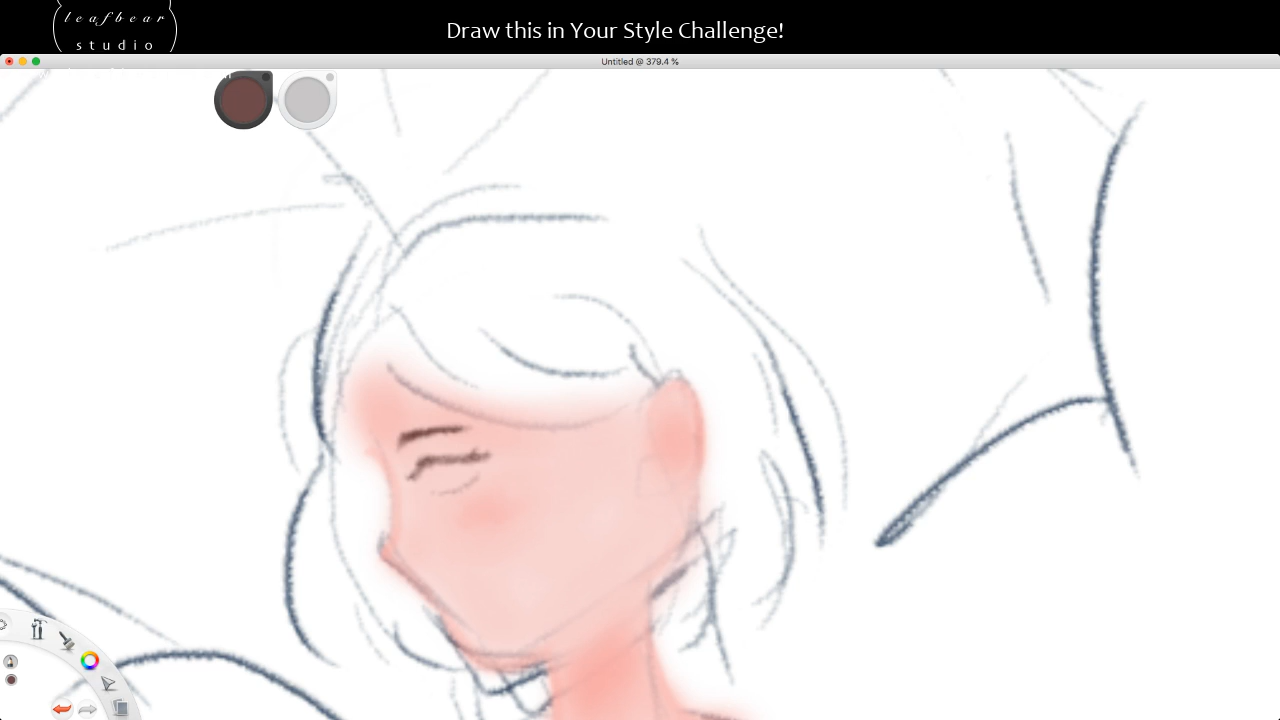 leafbear
studio
Draw this in Your Style Challenge!
Untitled @ 379.4 %